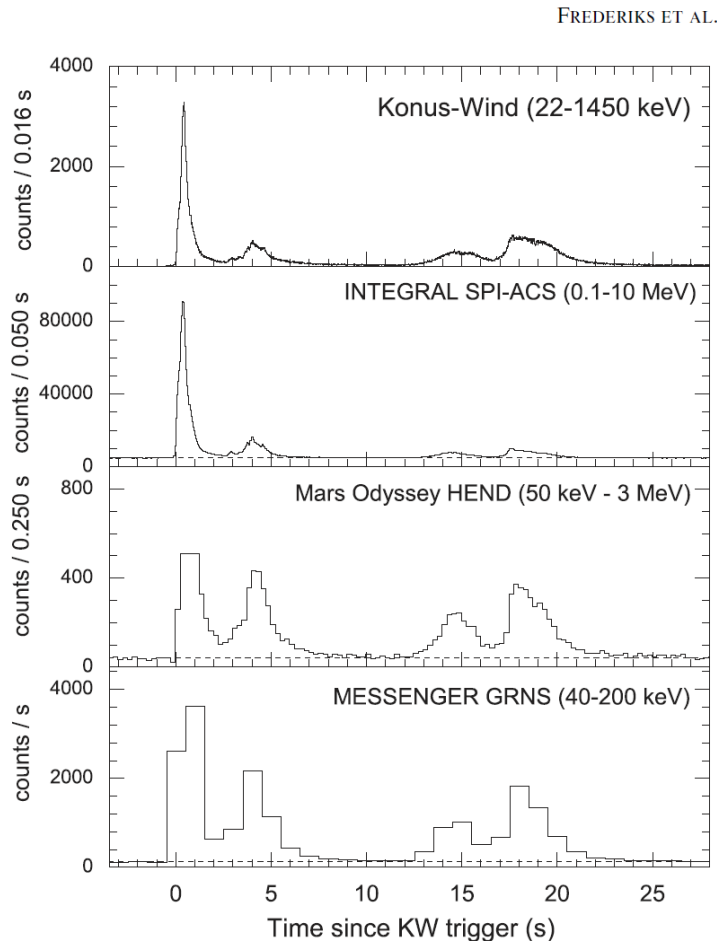 FREDERIKS ET AL.
4000
Konus-Wind (22-1450 keV)
2000
0
counts / 0.016 s
INTEGRAL SPI-ACS (0.1-10 MeV)
80000
40000
0
counts / 0.050 s
800
Mars Odyssey HEND (50 keV - 3 MeV)
400
0
counts / 0.250 s
4000
MESSENGER GRNS (40-200 keV)
2000
0
counts / s
0 5 10 15 20 25
Time since KW trigger (s)